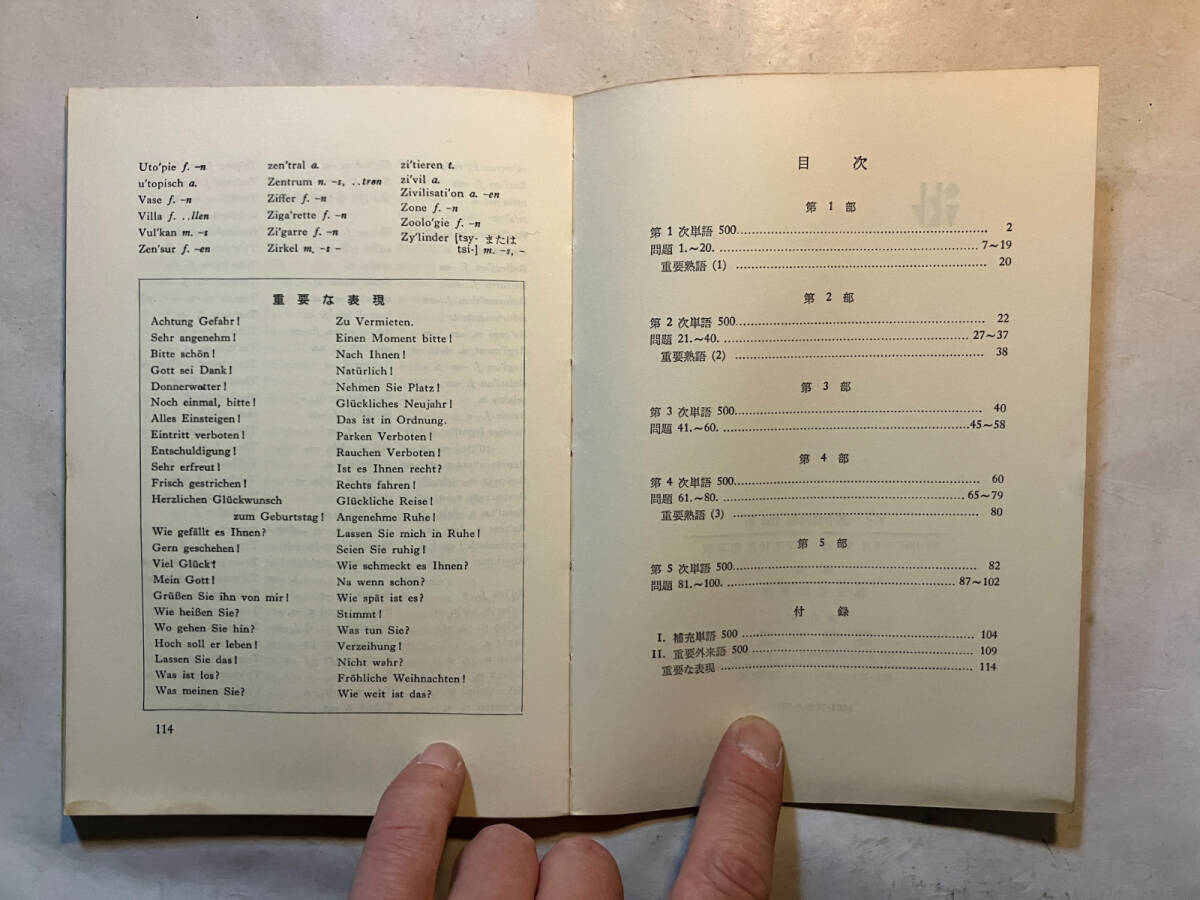 Uto'pie f. -n
u'topisch a.
Vase f. -n
Villa f. ..llen
Vul'kan m. -s
Zen'sur f. -en
zen'tral a.
Zentrum n. -s, ..tren
Ziffer f. -n
Ziga'rette f. -n
Zi'garre f. -n
Zirkel m. -s -
zi'tieren t.
zi'vil a.
Zivilisati'on a. -en
Zone f. -n
Zoolo'gie f. -n
Zy'linder [tsy- または
tsi-] m. -s, -
重要な表現
Achtung Gefahr!
Sehr angenehm!
Bitte schön!
Gott sei Dank!
Donnerwatter!
Noch einmal, bitte!
Alles Einsteigen!
Eintritt verboten!
Entschuldigung!
Sehr erfreut!
Frisch gestrichen!
Herzlichen Glückwunsch
zum Geburtstag!
Wie gefällt es Ihnen?
Gern geschehen!
Viel Glück!
Mein Gott!
Grüßen Sie ihn von mir!
Wie heißen Sie?
Wo gehen Sie hin?
Hoch soll er leben!
Lassen Sie das!
Was ist los?
Was meinen Sie?
Zu Vermieten.
Einen Moment bitte!
Nach Ihnen!
Natürlich!
Nehmen Sie Platz!
Glückliches Neujahr!
Das ist in Ordnung.
Parken Verboten!
Rauchen Verboten!
Ist es Ihnen recht?
Rechts fahren!
Glückliche Reise!
Angenehme Ruhe!
Lassen Sie mich in Ruhe!
Seien Sie ruhig!
Wie schmeckt es Ihnen?
Na wenn schon?
Wie spät ist es?
Stimmt!
Was tun Sie?
Verzeihung!
Nicht wahr?
Fröhliche Weihnachten!
Wie weit ist das?
114
目次
第1部
第1次単語 500 2
問題 1.~20. 7~19
重要熟語 (1) 20
第2部
第2次単語 500 22
問題 21.~40. 27~37
重要熟語 (2) 38
第3部
第3次単語 500 40
問題 41.~60. 45~58
第4部
第4次単語 500 60
問題 61.~80. 65~79
重要熟語 (3) 80
第5部
第5次単語 500 82
問題 81.~100. 87~102
付録
I. 補充単語 500 104
II. 重要外来語 500 109
重要な表現 114